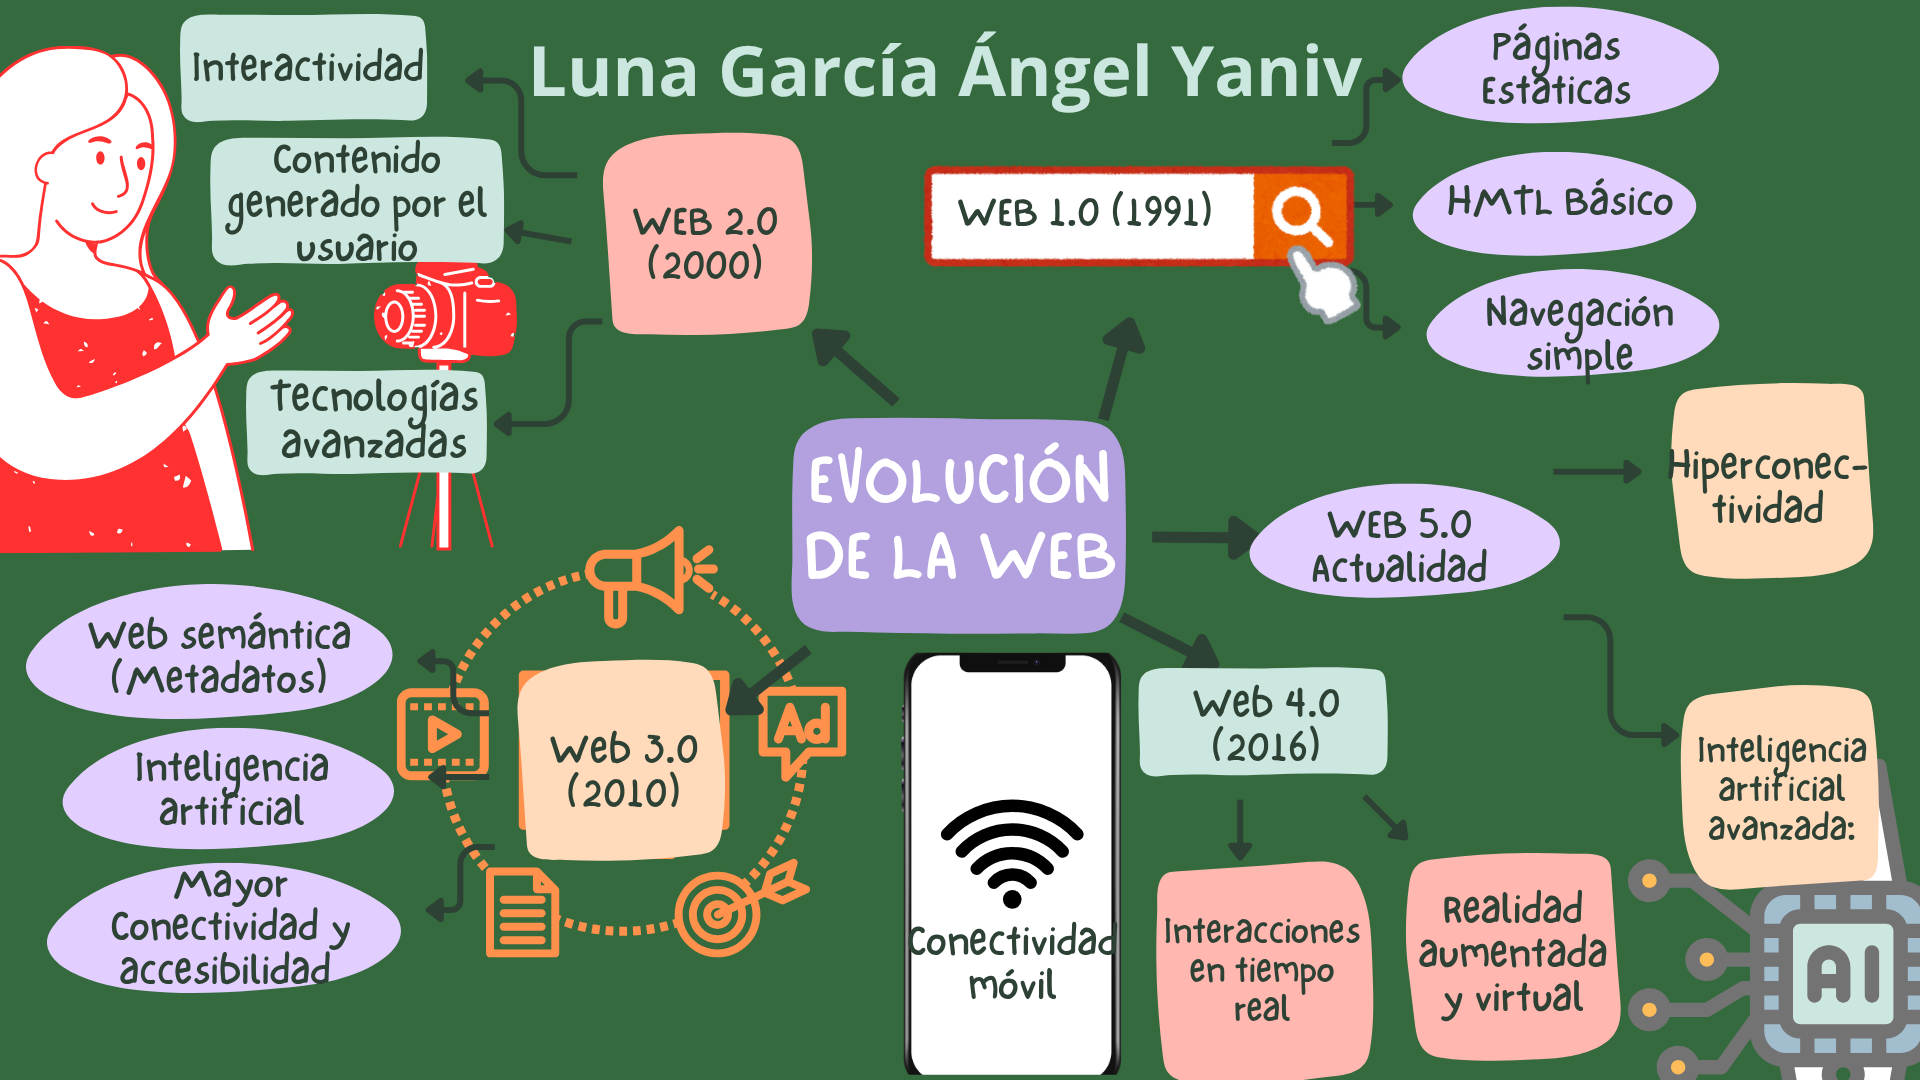 Luna García Ángel Yaniv
EVOLUCIÓN
DE LA WEB
WEB 1.0 (1991)
Páginas
Estáticas
HMTL Básico
Navegación
simple
WEB 2.0
(2000)
Interactividad
Contenido
generado por el
usuario
Tecnologías
avanzadas
Web 3.0
(2010)
Web semántica
(Metadatos)
Inteligencia
artificial
Mayor
Conectividad y
accesibilidad
Ad
Web 4.0
(2016)
Conectividad
móvil
Interacciones
en tiempo
real
Realidad
aumentada
y virtual
WEB 5.0
Actualidad
Hiperconec-
tividad
Inteligencia
artificial
avanzada:
AI